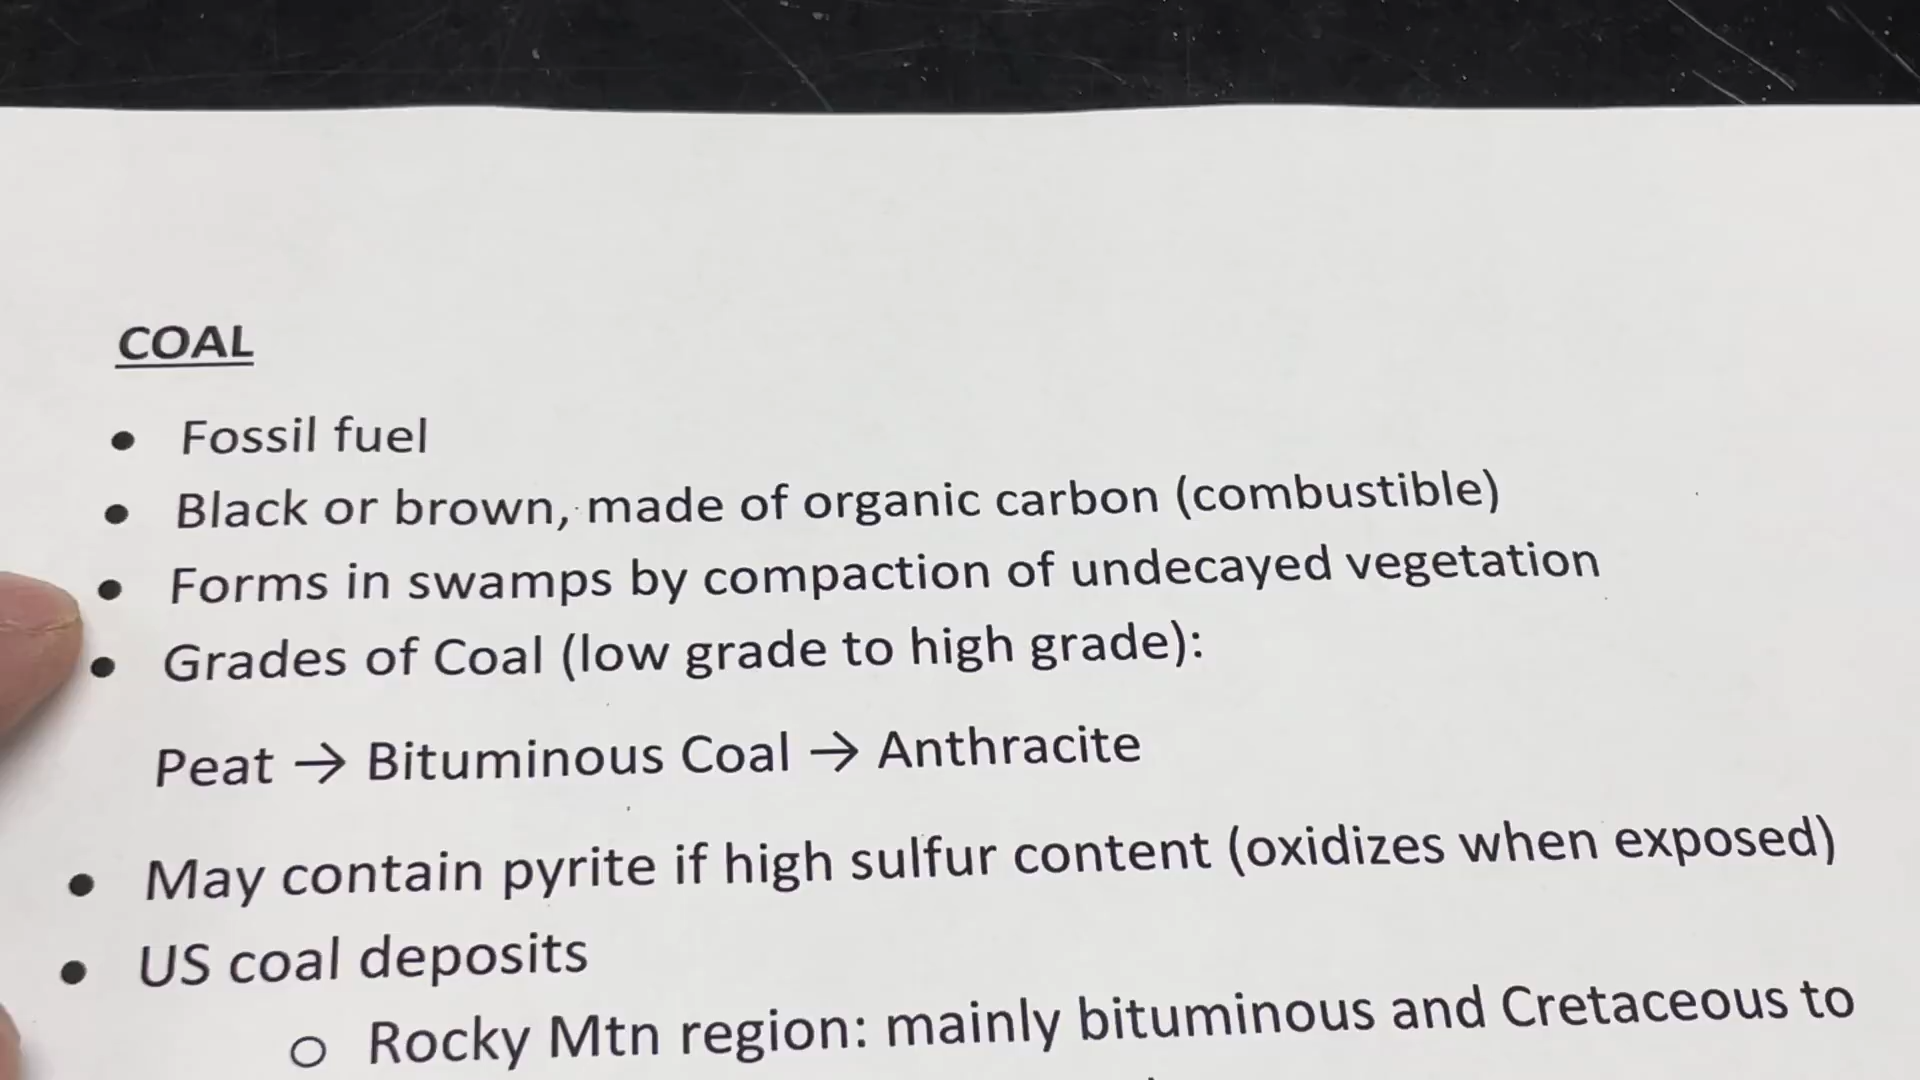 COAL
• Fossil fuel
• Black or brown, made of organic carbon (combustible)
• Forms in swamps by compaction of undecayed vegetation
• Grades of Coal (low grade to high grade):
Peat → Bituminous Coal → Anthracite
• May contain pyrite if high sulfur content (oxidizes when exposed)
• US coal deposits
o Rocky Mtn region: mainly bituminous and Cretaceous to